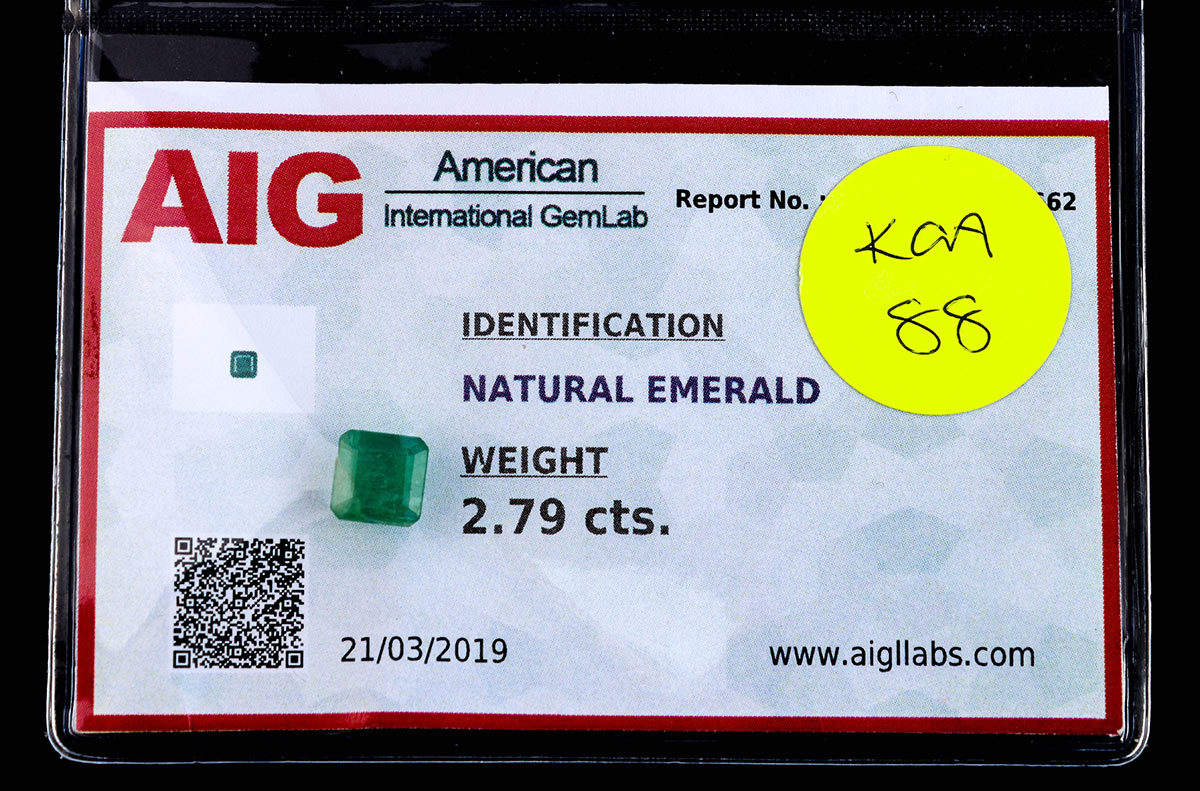 AIG
American
International GemLab
Report No. :
62
KGA
88
IDENTIFICATION
NATURAL EMERALD
WEIGHT
2.79 cts.
21/03/2019
www.aigllabs.com